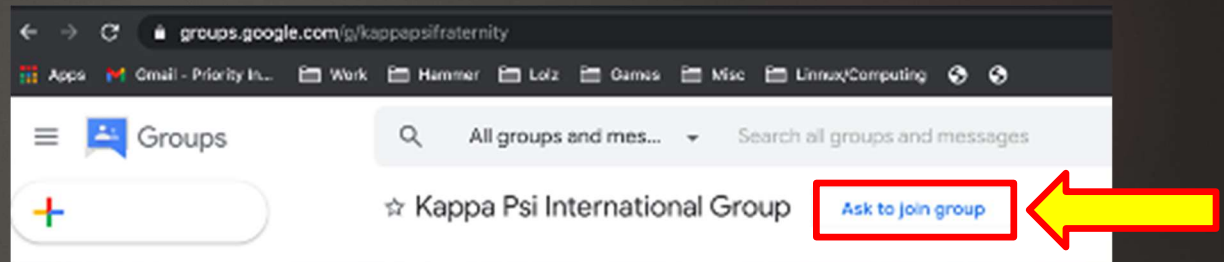 groups.google.com/g/kappapsifraternity
Apps Gmail - Priority In... Work Hammer Lolz Games Misc Linnux/Computing
Groups All groups and mes... Search all groups and messages
Kappa Psi International Group Ask to join group